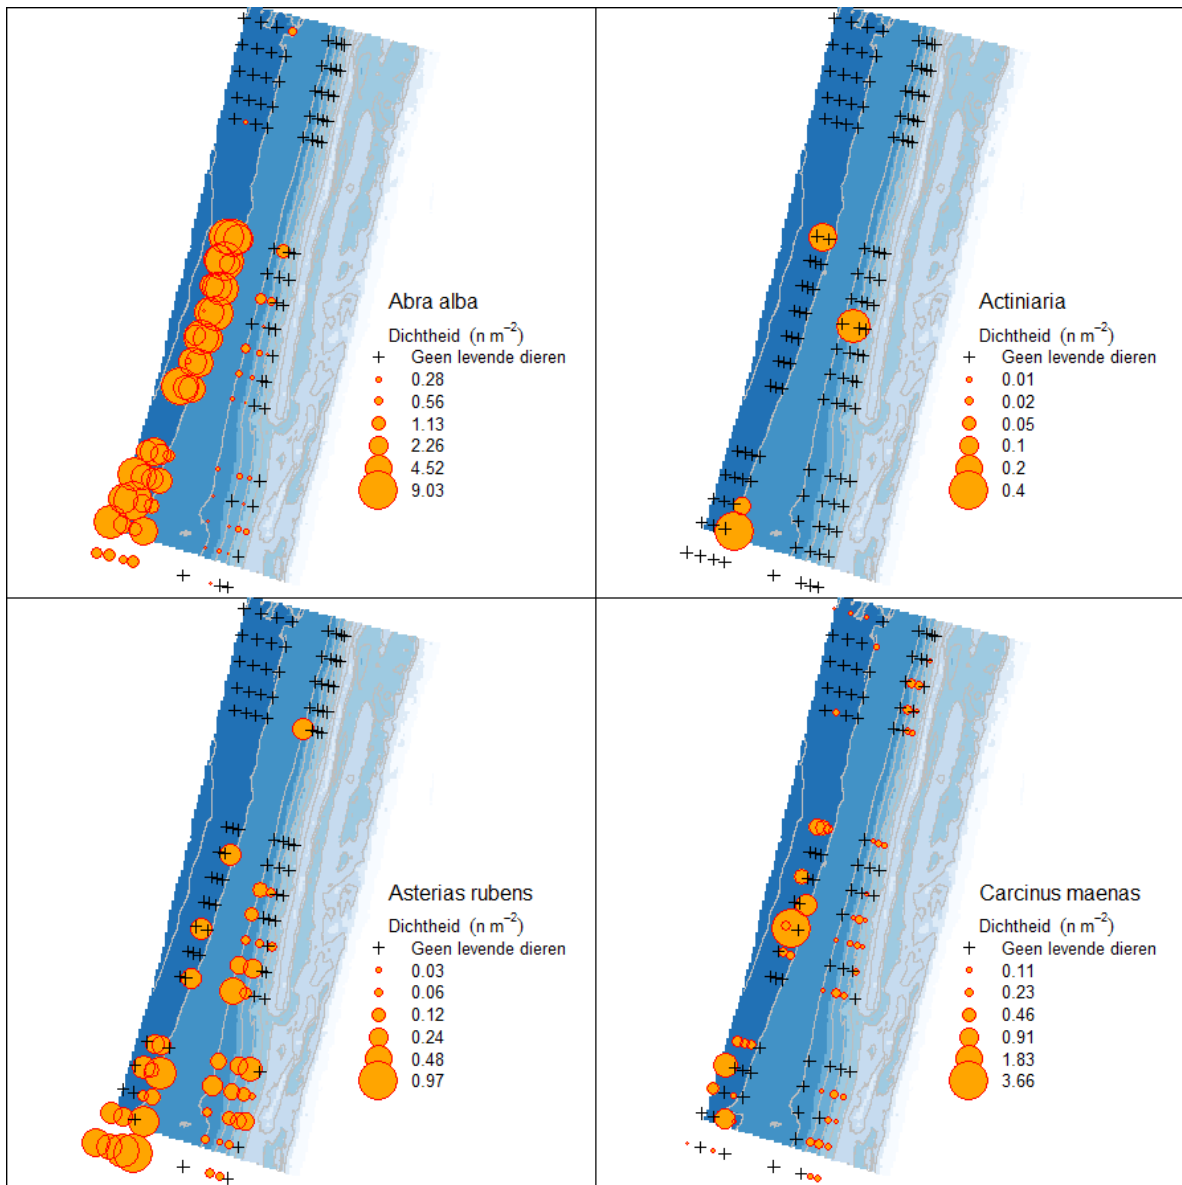 Abra alba
Dichtheid (n m⁻²)
Geen levende dieren
0.28
0.56
1.13
2.26
4.52
9.03
Actiniaria
Dichtheid (n m⁻²)
Geen levende dieren
0.01
0.02
0.05
0.1
0.2
0.4
Asterias rubens
Dichtheid (n m⁻²)
Geen levende dieren
0.03
0.06
0.12
0.24
0.48
0.97
Carcinus maenas
Dichtheid (n m⁻²)
Geen levende dieren
0.11
0.23
0.46
0.91
1.83
3.66